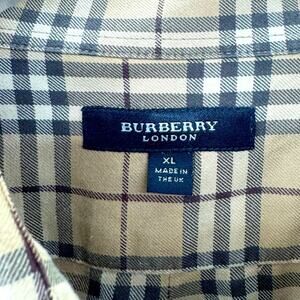 BURBERRY
LONDON
XL
MADE IN
THE UK